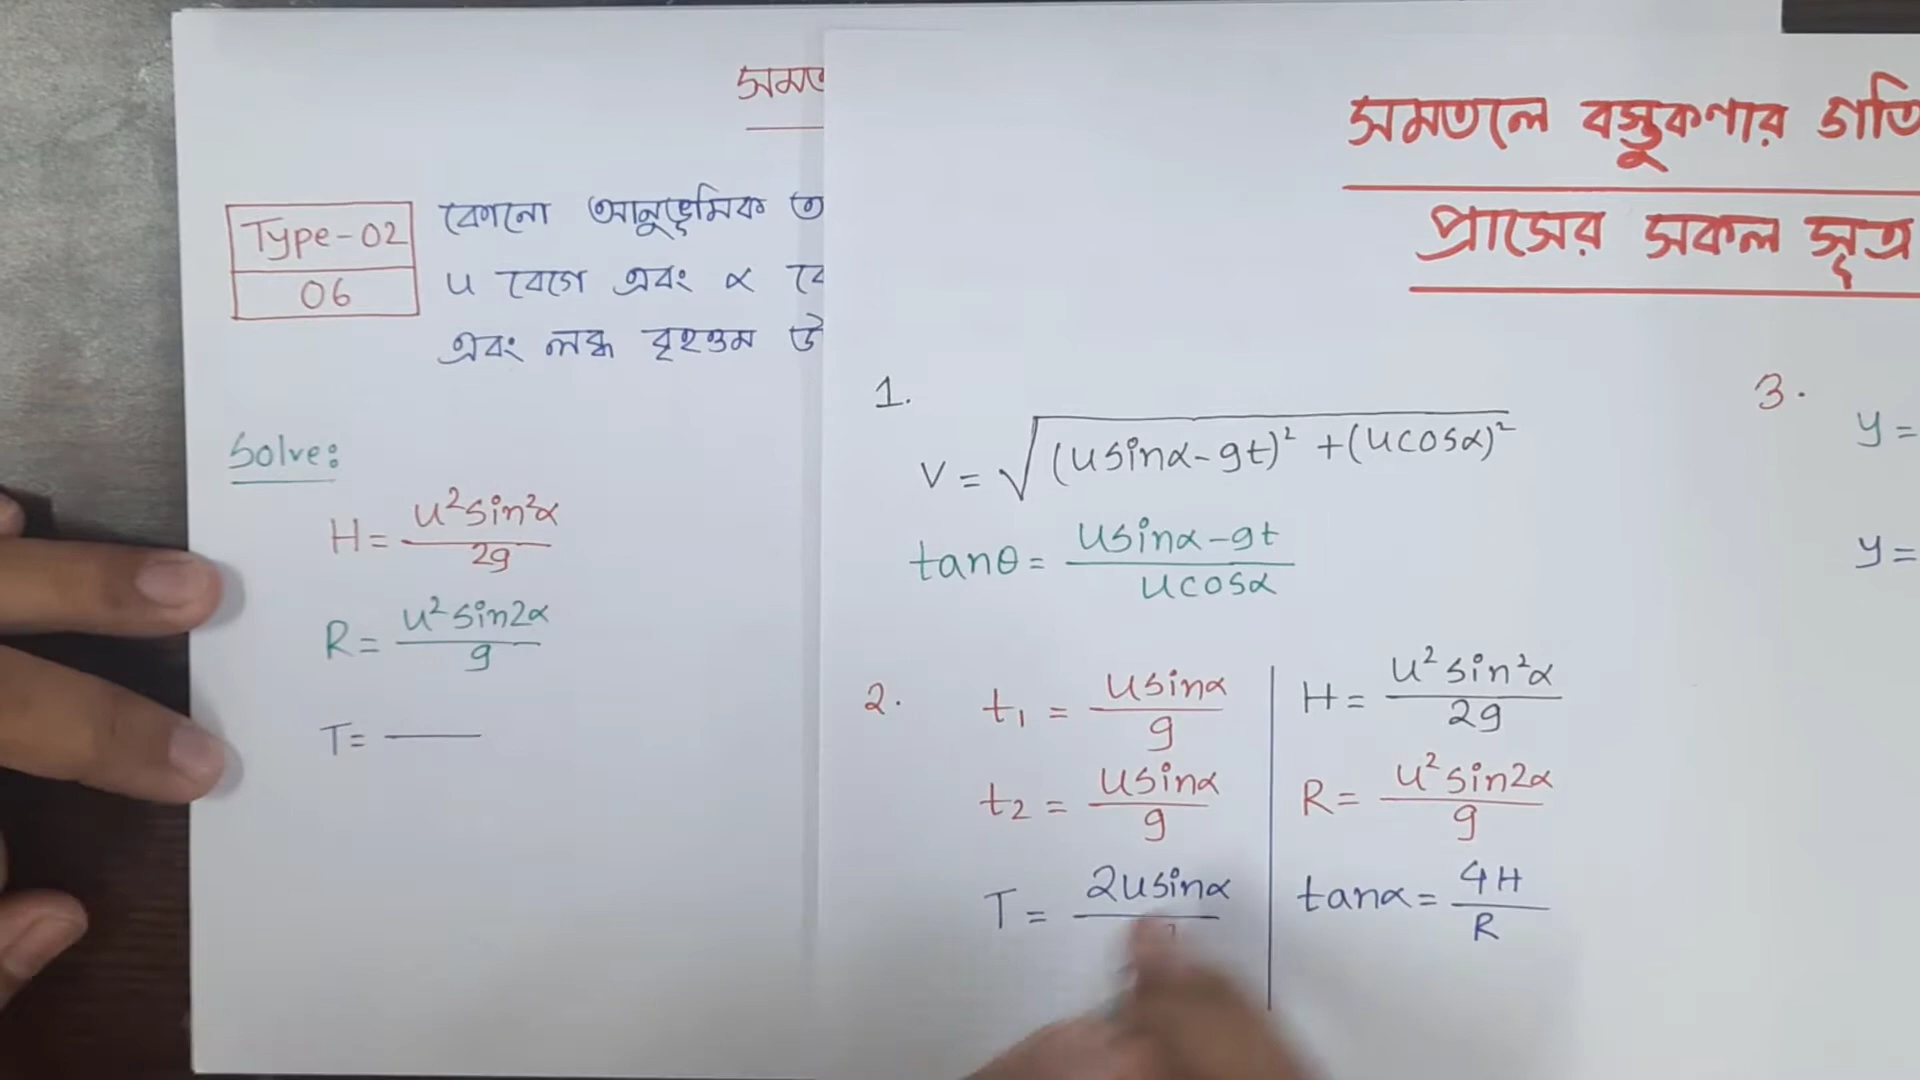 সমত
Type-02
06
কোনো আনুভূমিক ত
u বেগে এবং α কে
এবং লব্ধ বৃহত্তম উ
Solve:
H = u²sin²α / 2g
R = u²sin2α / g
T = 
সমতলে বস্তুকণার গতি
প্রাসের সকল সূত্র
1.
V = √(usinα-gt)² + (ucosα)²
tanθ = usinα-gt / ucosα
2.
t₁ = usinα / g
t₂ = usinα / g
T = 2usinα
H = u²sin²α / 2g
R = u²sin2α / g
tanα = 4H / R
3.
y =
y =